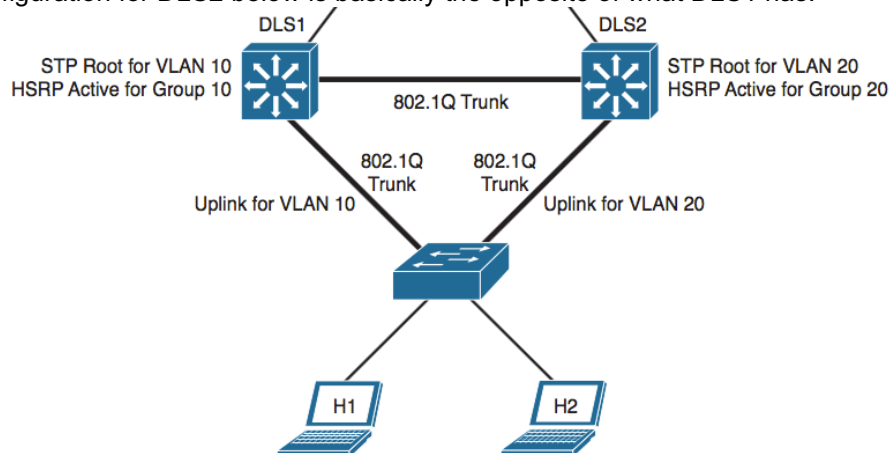 DLS1
DLS2
STP Root for VLAN 10
HSRP Active for Group 10
STP Root for VLAN 20
HSRP Active for Group 20
802.1Q Trunk
802.1Q
Trunk
802.1Q
Trunk
Uplink for VLAN 10
Uplink for VLAN 20
H1
H2